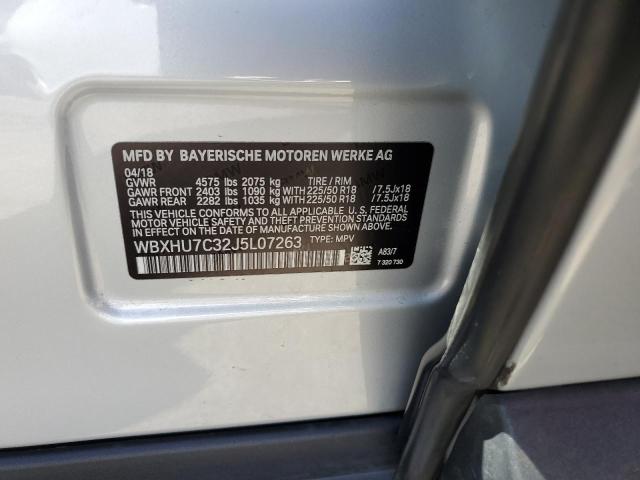 MFD BY BAYERISCHE MOTOREN WERKE AG
04/18
GVWR 4575 lbs 2075 kg TIRE / RIM
GAWR FRONT 2403 lbs 1090 kg WITH 225/50 R18 /7.5Jx18
GAWR REAR 2282 lbs 1035 kg WITH 225/50 R18 /7.5Jx18
THIS VEHICLE CONFORMS TO ALL APPLICABLE U.S. FEDERAL
MOTOR VEHICLE SAFETY, BUMPER, AND THEFT PREVENTION
STANDARDS IN EFFECT ON THE DATE OF MANUFACTURE SHOWN ABOVE.
WBXHU7C32J5L07263 TYPE: MPV
A83/7
7 320 730